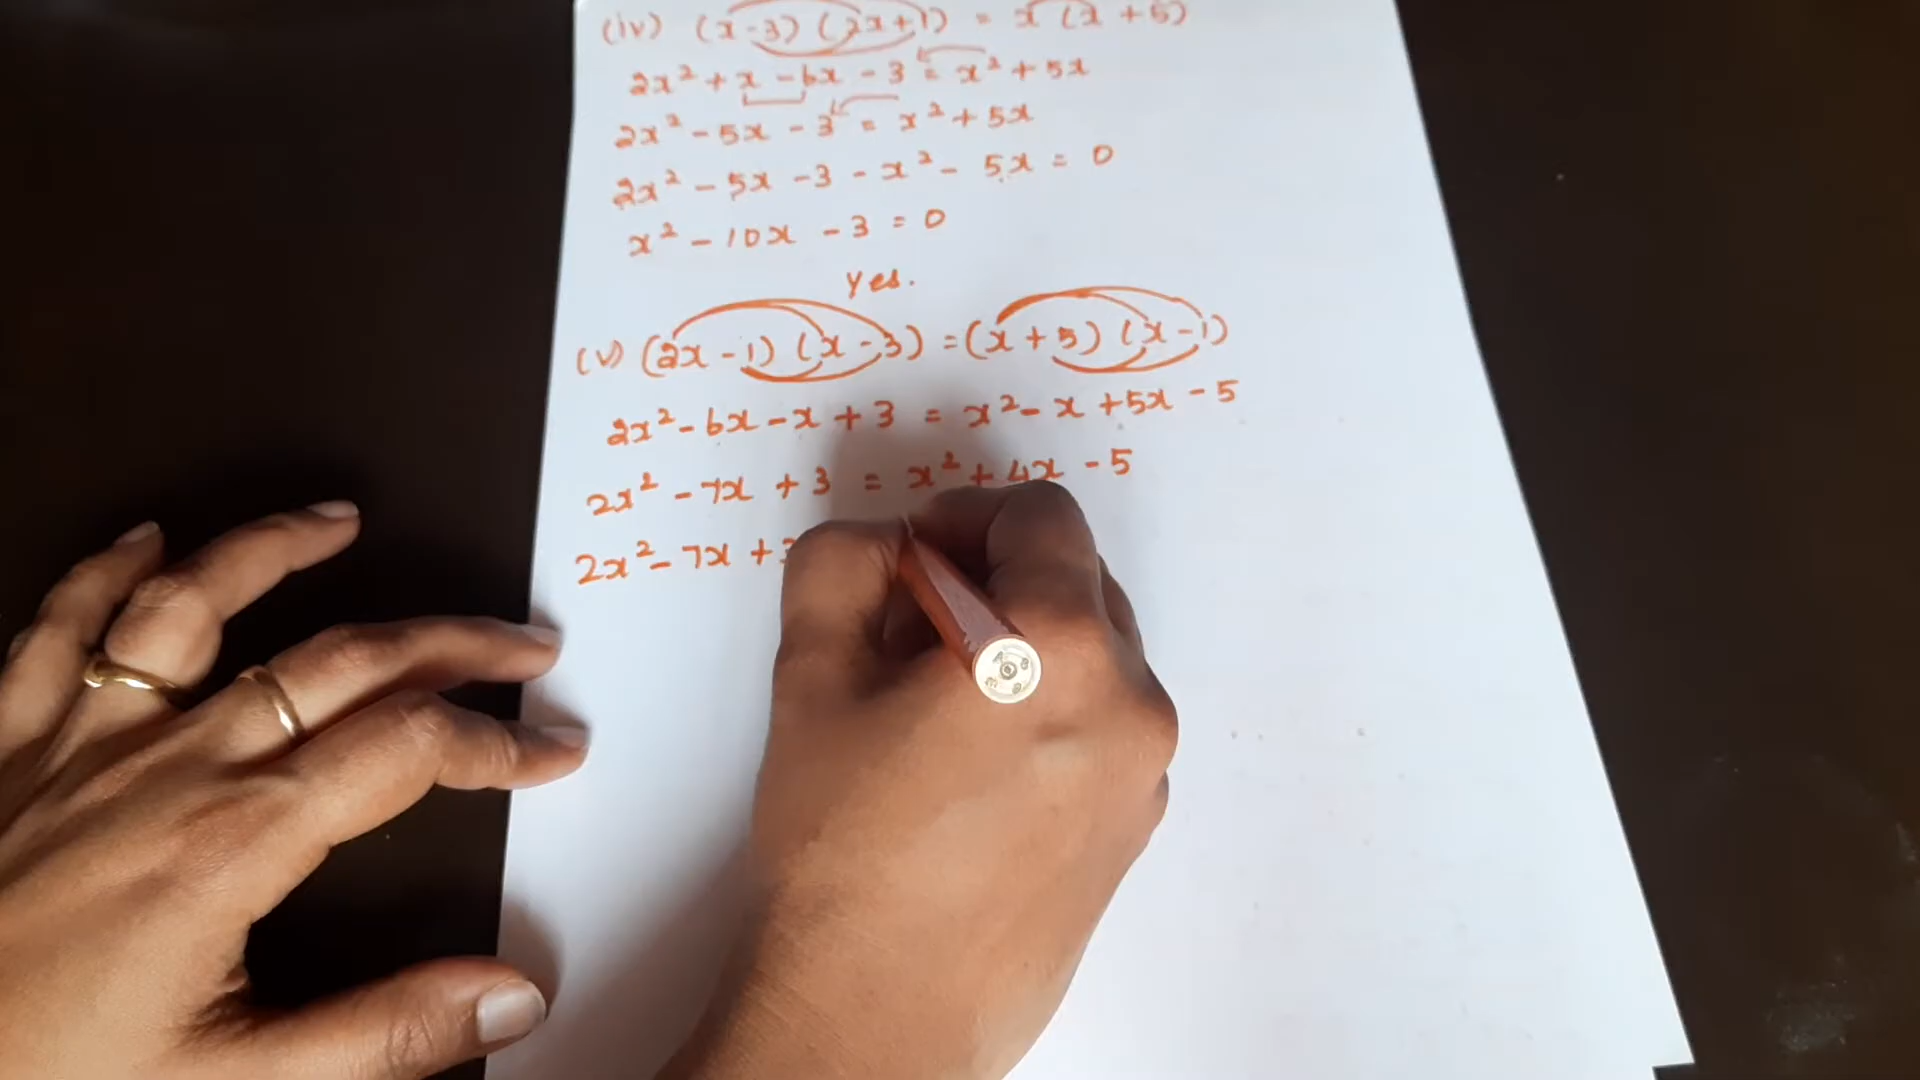 (iv) (x-3) (2x+1) = x (x + 5)
2x² + x - 6x - 3 = x² + 5x
2x² - 5x - 3 = x² + 5x
2x² - 5x - 3 - x² - 5x = 0
x² - 10x - 3 = 0
yes.
(v) (2x - 1) (x - 3) = (x + 5) (x - 1)
2x² - 6x - x + 3 = x² - x + 5x - 5
2x² - 7x + 3 = x² + 4x - 5
2x² - 7x +